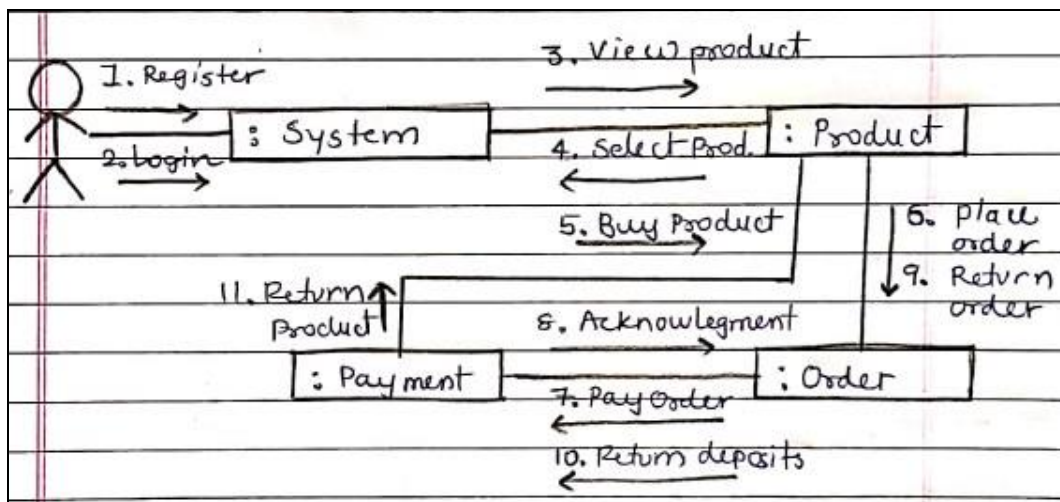 1. Register
3. View product
: System
: Product
2. Login
4. Select Prod.
5. Buy Product
6. place
order
9. Return
order
11. Return
Product
8. Acknowlegment
: Payment
: Order
7. Pay Order
10. Return deposits